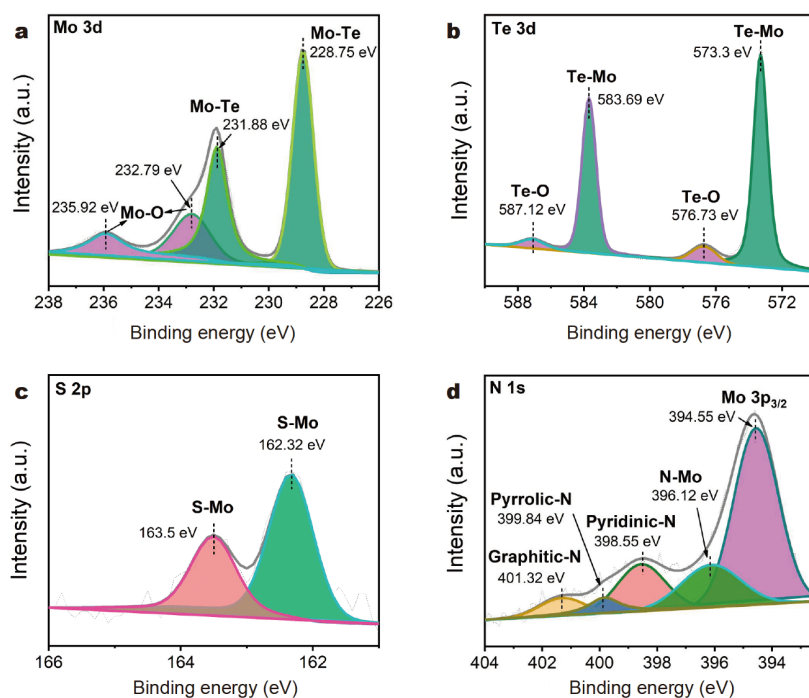 a Mo 3d
Mo-Te
228.75 eV
Mo-Te
231.88 eV
232.79 eV
Mo-O
235.92 eV
Intensity (a.u.)
238 236 234 232 230 228 226
Binding energy (eV)
b Te 3d
Te-Mo
573.3 eV
Te-Mo
583.69 eV
Te-O
587.12 eV
Te-O
576.73 eV
Intensity (a.u.)
588 584 580 576 572
Binding energy (eV)
c S 2p
S-Mo
162.32 eV
S-Mo
163.5 eV
Intensity (a.u.)
166 164 162
Binding energy (eV)
d N 1s
Mo 3p3/2
394.55 eV
N-Mo
396.12 eV
Pyrrolic-N
399.84 eV
Pyridinic-N
398.55 eV
Graphitic-N
401.32 eV
Intensity (a.u.)
404 402 400 398 396 394
Binding energy (eV)